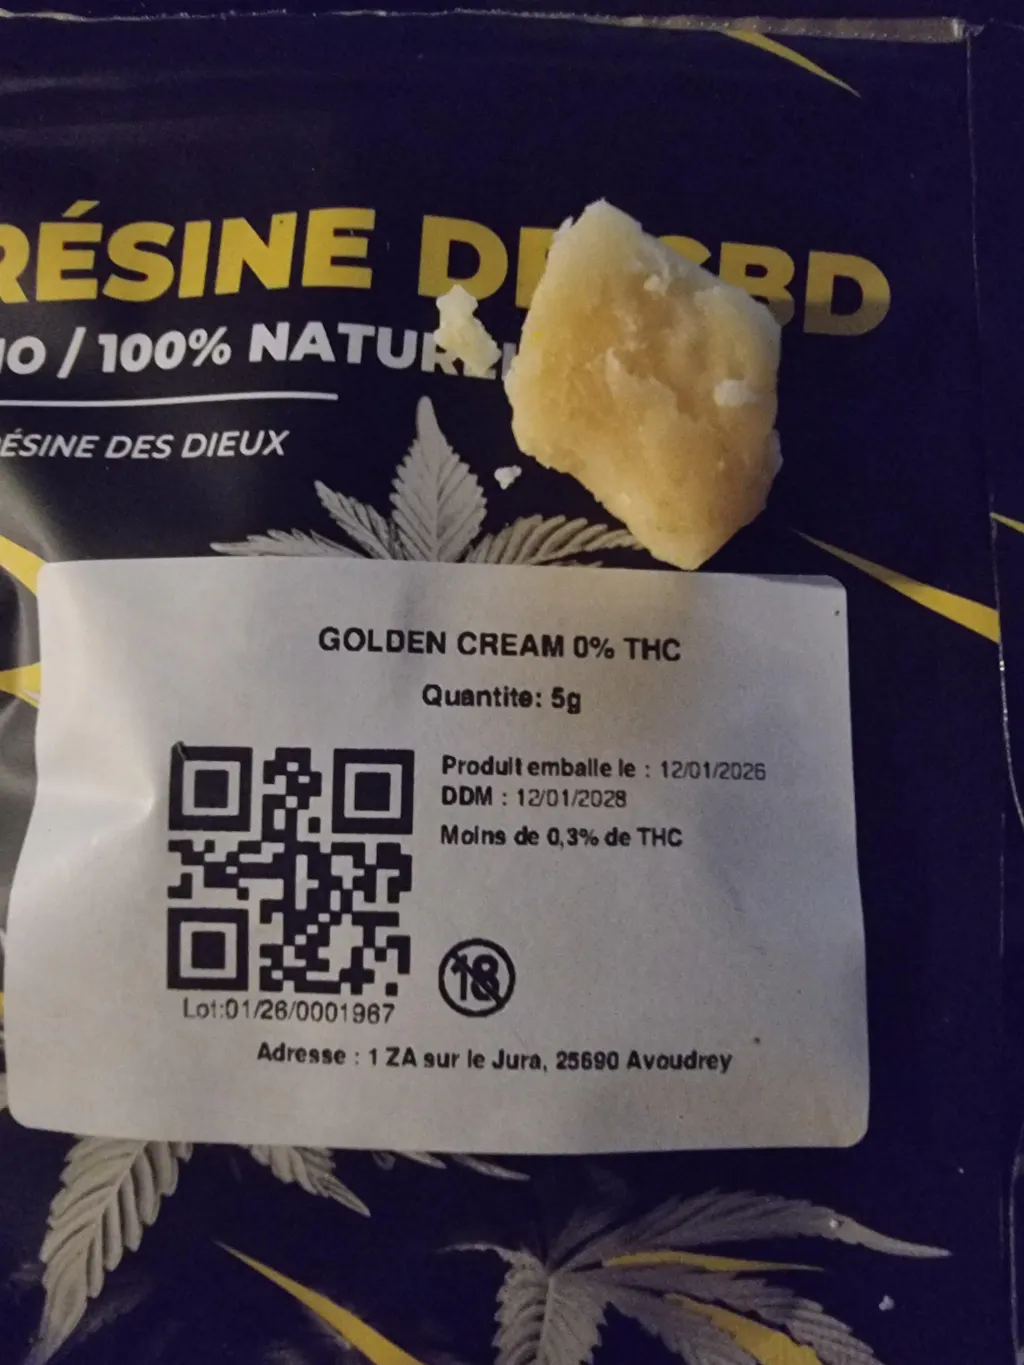 RÉSINE DE CBD
IO / 100% NATUREL
RÉSINE DES DIEUX
GOLDEN CREAM 0% THC
Quantite: 5g
Produit emballe le : 12/01/2026
DDM : 12/01/2028
Moins de 0,3% de THC
18
Lot:01/26/0001967
Adresse : 1 ZA sur le Jura, 25690 Avoudrey